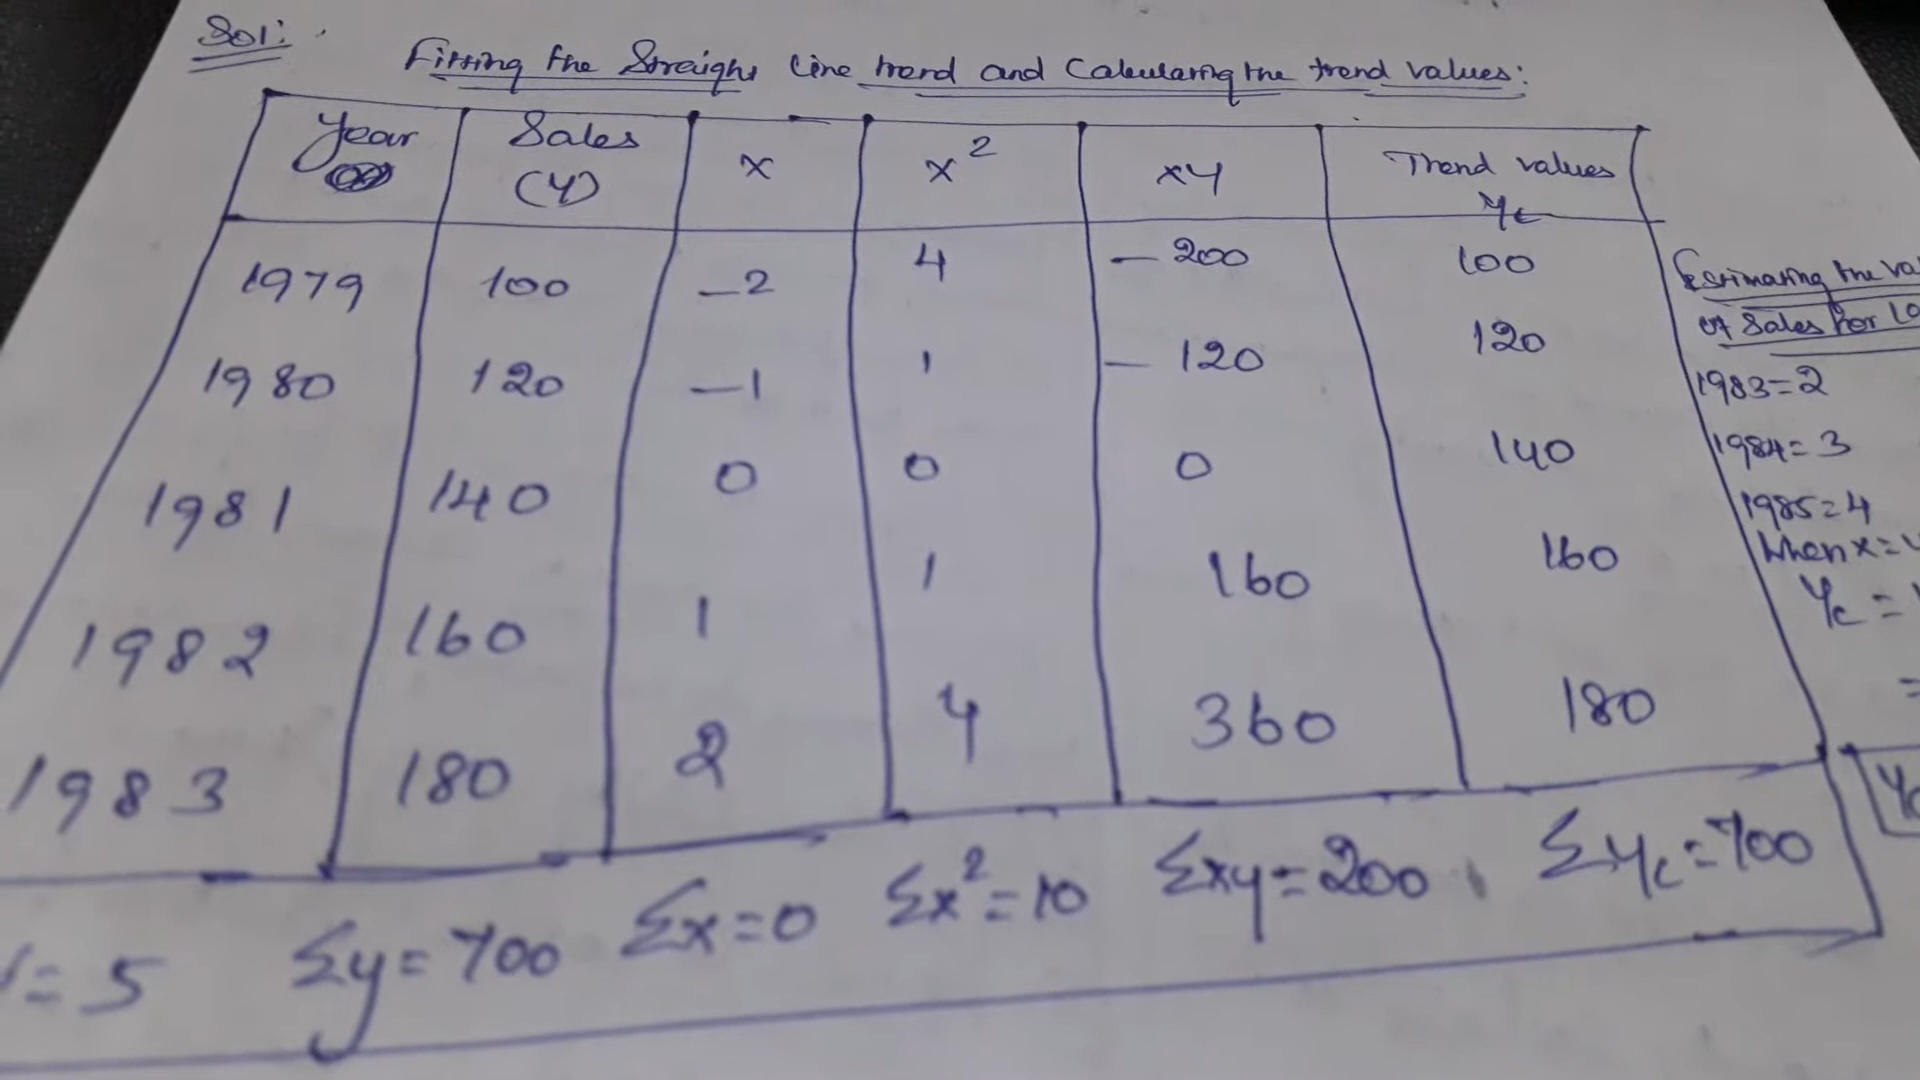 Sol:
Fitting the Straight line trend and Calculating the trend values:
Year Sales (Y) x x² xy Trend values Yc
1979 100 -2 4 -200 100
1980 120 -1 1 -120 120
1981 140 0 0 0 140
1982 160 1 1 160 160
1983 180 2 4 360 180
= 5 Σy = 700 Σx = 0 Σx² = 10 Σxy = 200 ΣYc = 700
Estimating the
of Sales for
1983 = 2
1984 = 3
1985 = 4
When x =
Yc =
=